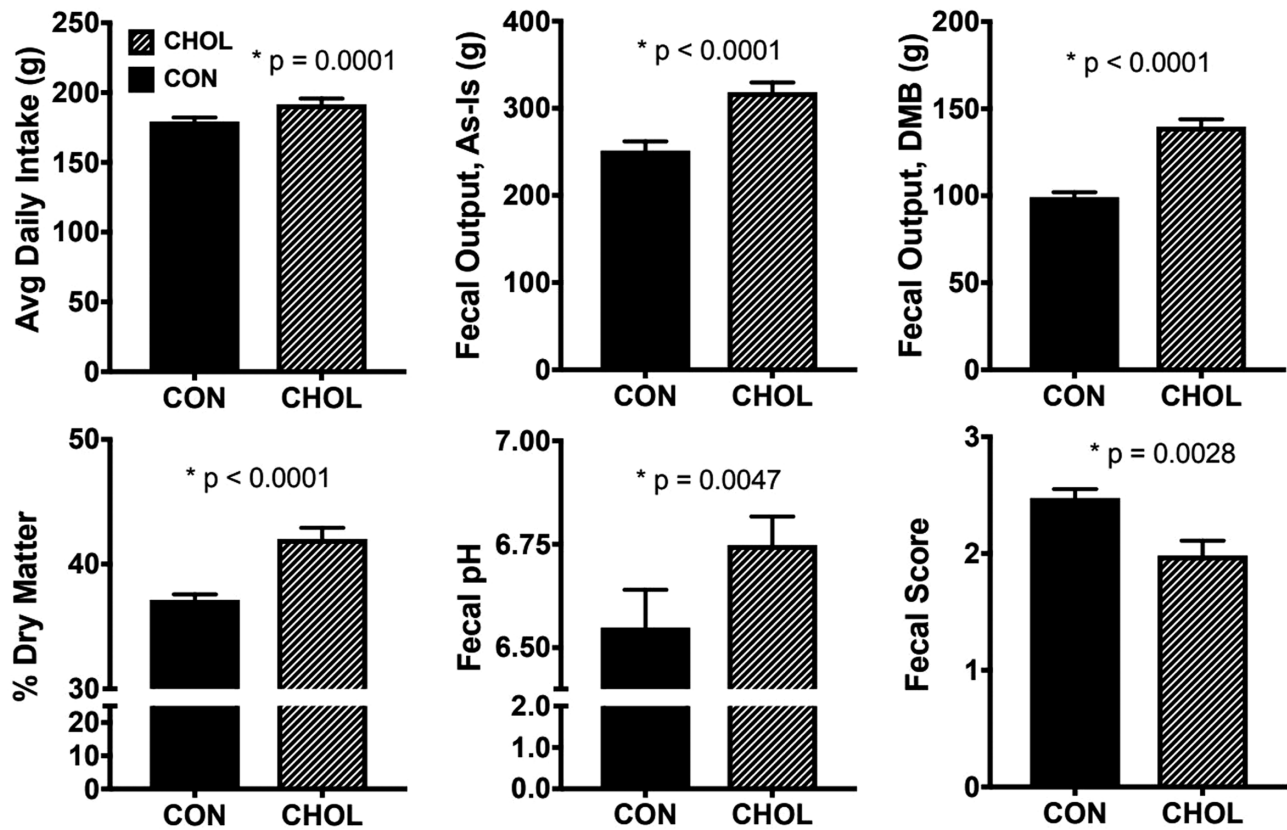 Avg Daily Intake (g)
250
200
150
100
50
0
CHOL
CON
* p = 0.0001
CON
CHOL
Fecal Output, As-Is (g)
400
300
200
100
0
* p < 0.0001
CON
CHOL
Fecal Output, DMB (g)
200
150
100
50
0
* p < 0.0001
CON
CHOL
% Dry Matter
50
40
30
20
10
0
* p < 0.0001
CON
CHOL
Fecal pH
7.00
6.75
6.50
2.0
1.0
0.0
* p = 0.0047
CON
CHOL
Fecal Score
3
2
1
0
* p = 0.0028
CON
CHOL